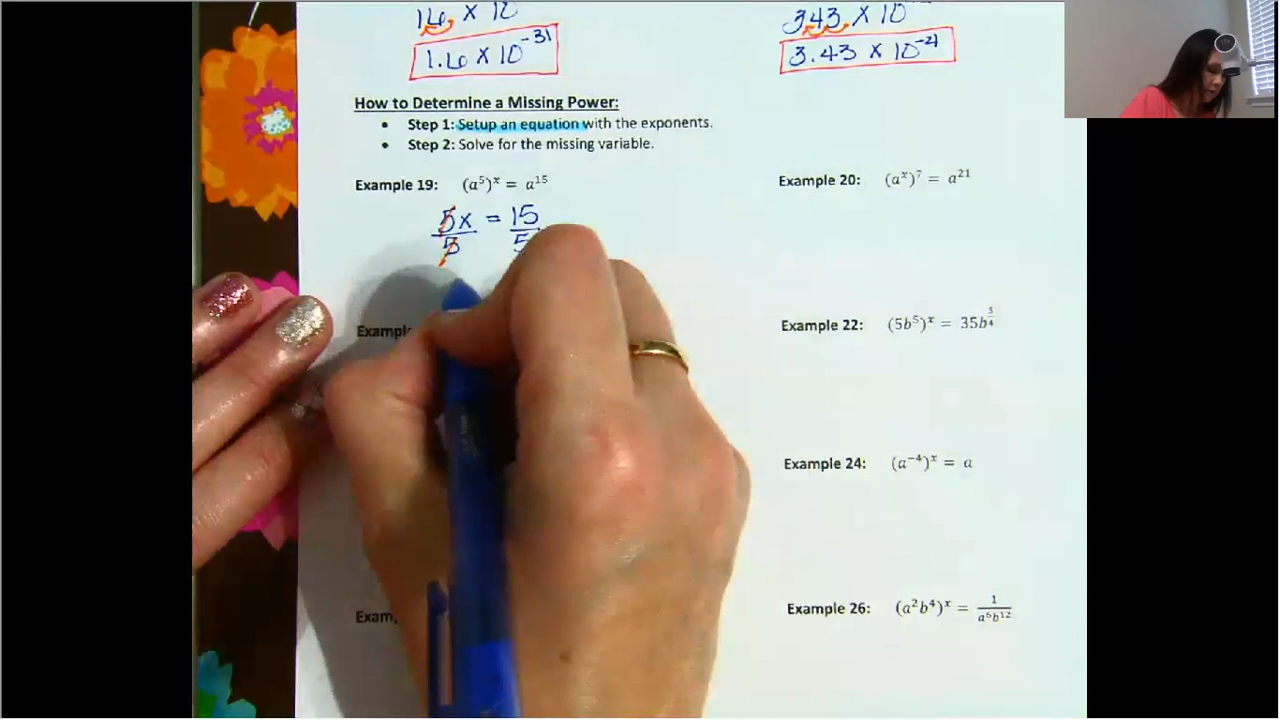 16 × 10
1.6 × 10^-31
343 × 10
3.43 × 10^-4
How to Determine a Missing Power:
• Step 1: Setup an equation with the exponents.
• Step 2: Solve for the missing variable.
Example 19: (a^5)^x = a^15
5x = 15
5 5
Example 20: (a^x)^7 = a^21
Example
Example 22: (5b^5)^x = 35b^
Example 24: (a^-4)^x = a
Exam
Example 26: (a^2b^4)^x = 1/(a^6b^12)